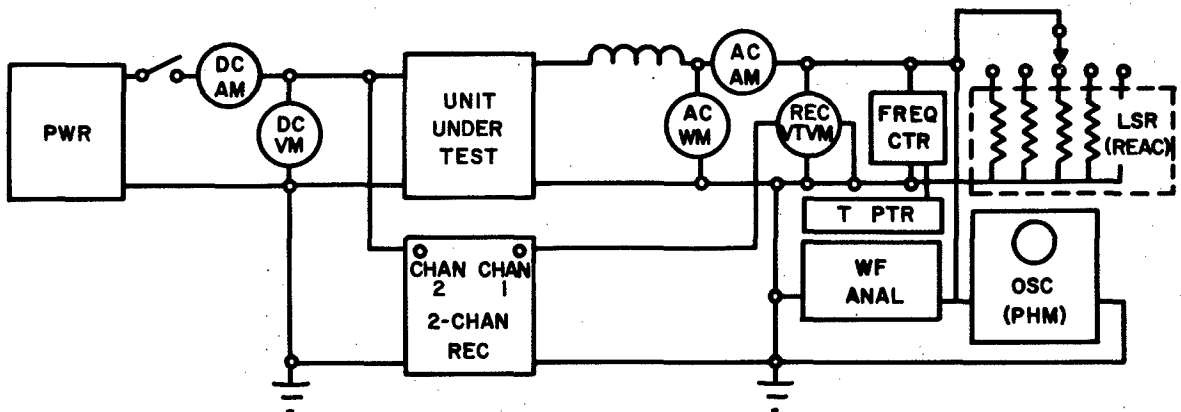 PWR
DC
AM
DC
VM
UNIT
UNDER
TEST
AC
AM
AC
WM
REC
VTVM
FREQ
CTR
LSR
(REAC)
T PTR
CHAN CHAN
2 1
2-CHAN
REC
WF
ANAL
OSC
(PHM)